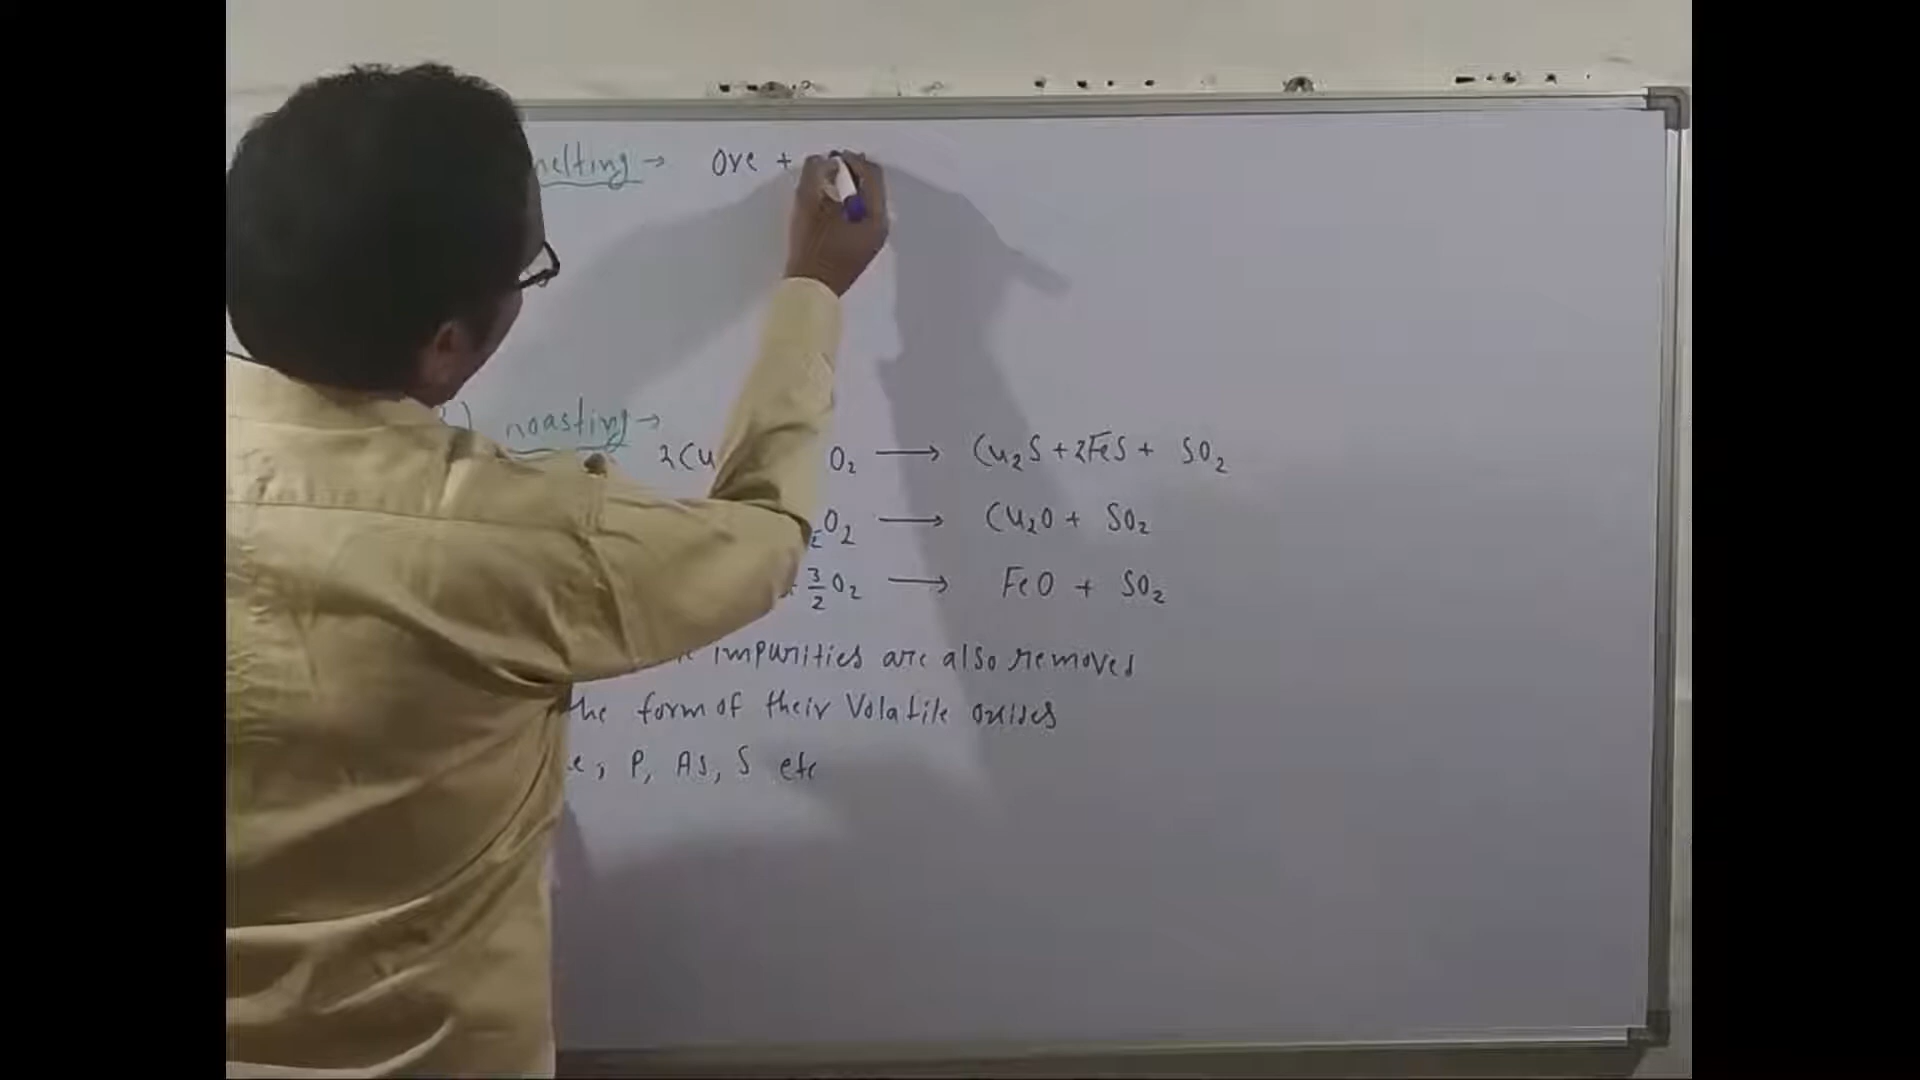 melting → Ore +
3) roasting →
2Cu O₂ ⟶ Cu₂S + 2FeS + SO₂
O₂ ⟶ Cu₂O + SO₂
+ 3/2 O₂ ⟶ FeO + SO₂
impurities are also removed
the form of their Volatile oxides
P, As, S etc